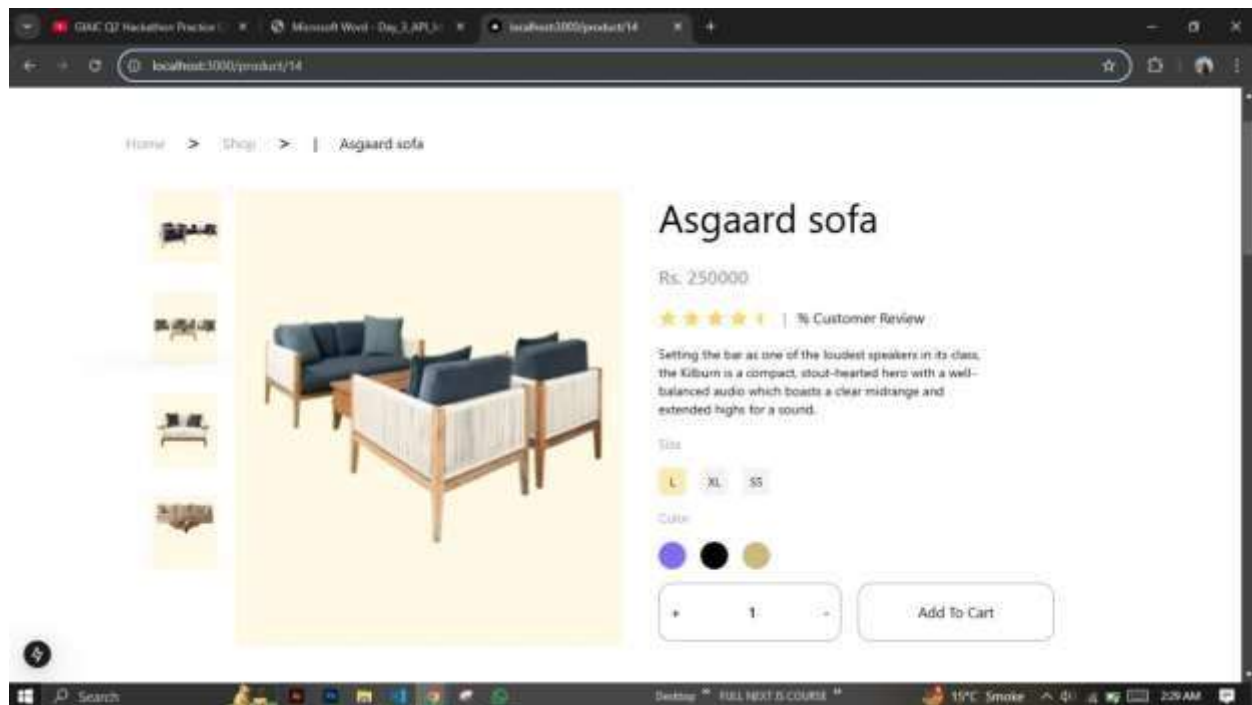 GIAIC Q2 Hackathon Practice
Microsoft Word - Day_3_API_
localhost:3000/product/14
localhost:3000/product/14
Home > Shop > | Asgaard sofa
Asgaard sofa
Rs. 250000
| % Customer Review
Setting the bar as one of the loudest speakers in its class,
the Kilburn is a compact, stout-hearted hero with a well-
balanced audio which boasts a clear midrange and
extended highs for a sound.
Size
L XL SS
Color
+ 1 -
Add To Cart
Search
Desktop
FULL NEXT JS COURSE
15°C Smoke
2:29 AM